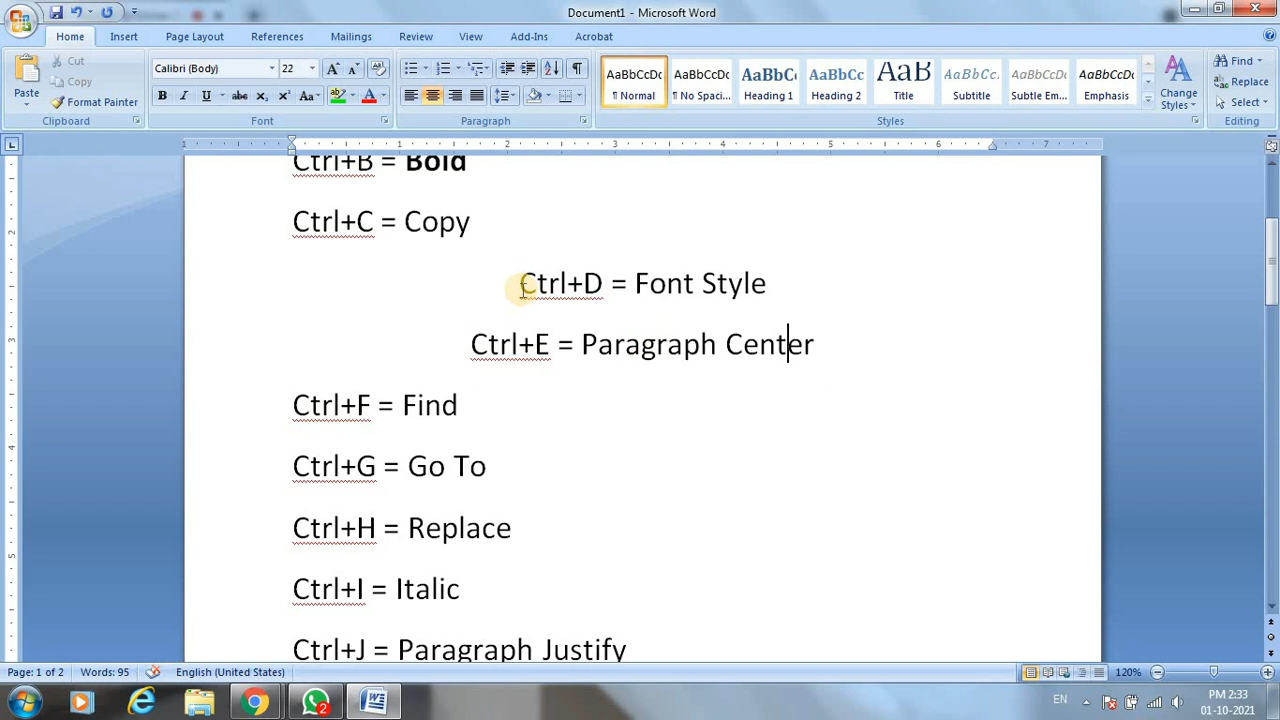 Document1 - Microsoft Word
Home Insert Page Layout References Mailings Review View Add-Ins Acrobat
Paste
Cut
Copy
Format Painter
Calibri (Body) 22
Clipboard Font Paragraph Styles Editing
AaBbCcDc AaBbCcDc AaBbCc AaBbCc AaB AaBbCc. AaBbCcDc AaBbCcDc
¶ Normal ¶ No Spaci... Heading 1 Heading 2 Title Subtitle Subtle Em... Emphasis
Change Styles
Find
Replace
Select
Ctrl+B = Bold
Ctrl+C = Copy
Ctrl+D = Font Style
Ctrl+E = Paragraph Center
Ctrl+F = Find
Ctrl+G = Go To
Ctrl+H = Replace
Ctrl+I = Italic
Ctrl+J = Paragraph Justify
Page: 1 of 2 Words: 95 English (United States) 120%
EN PM 2:33
01-10-2021